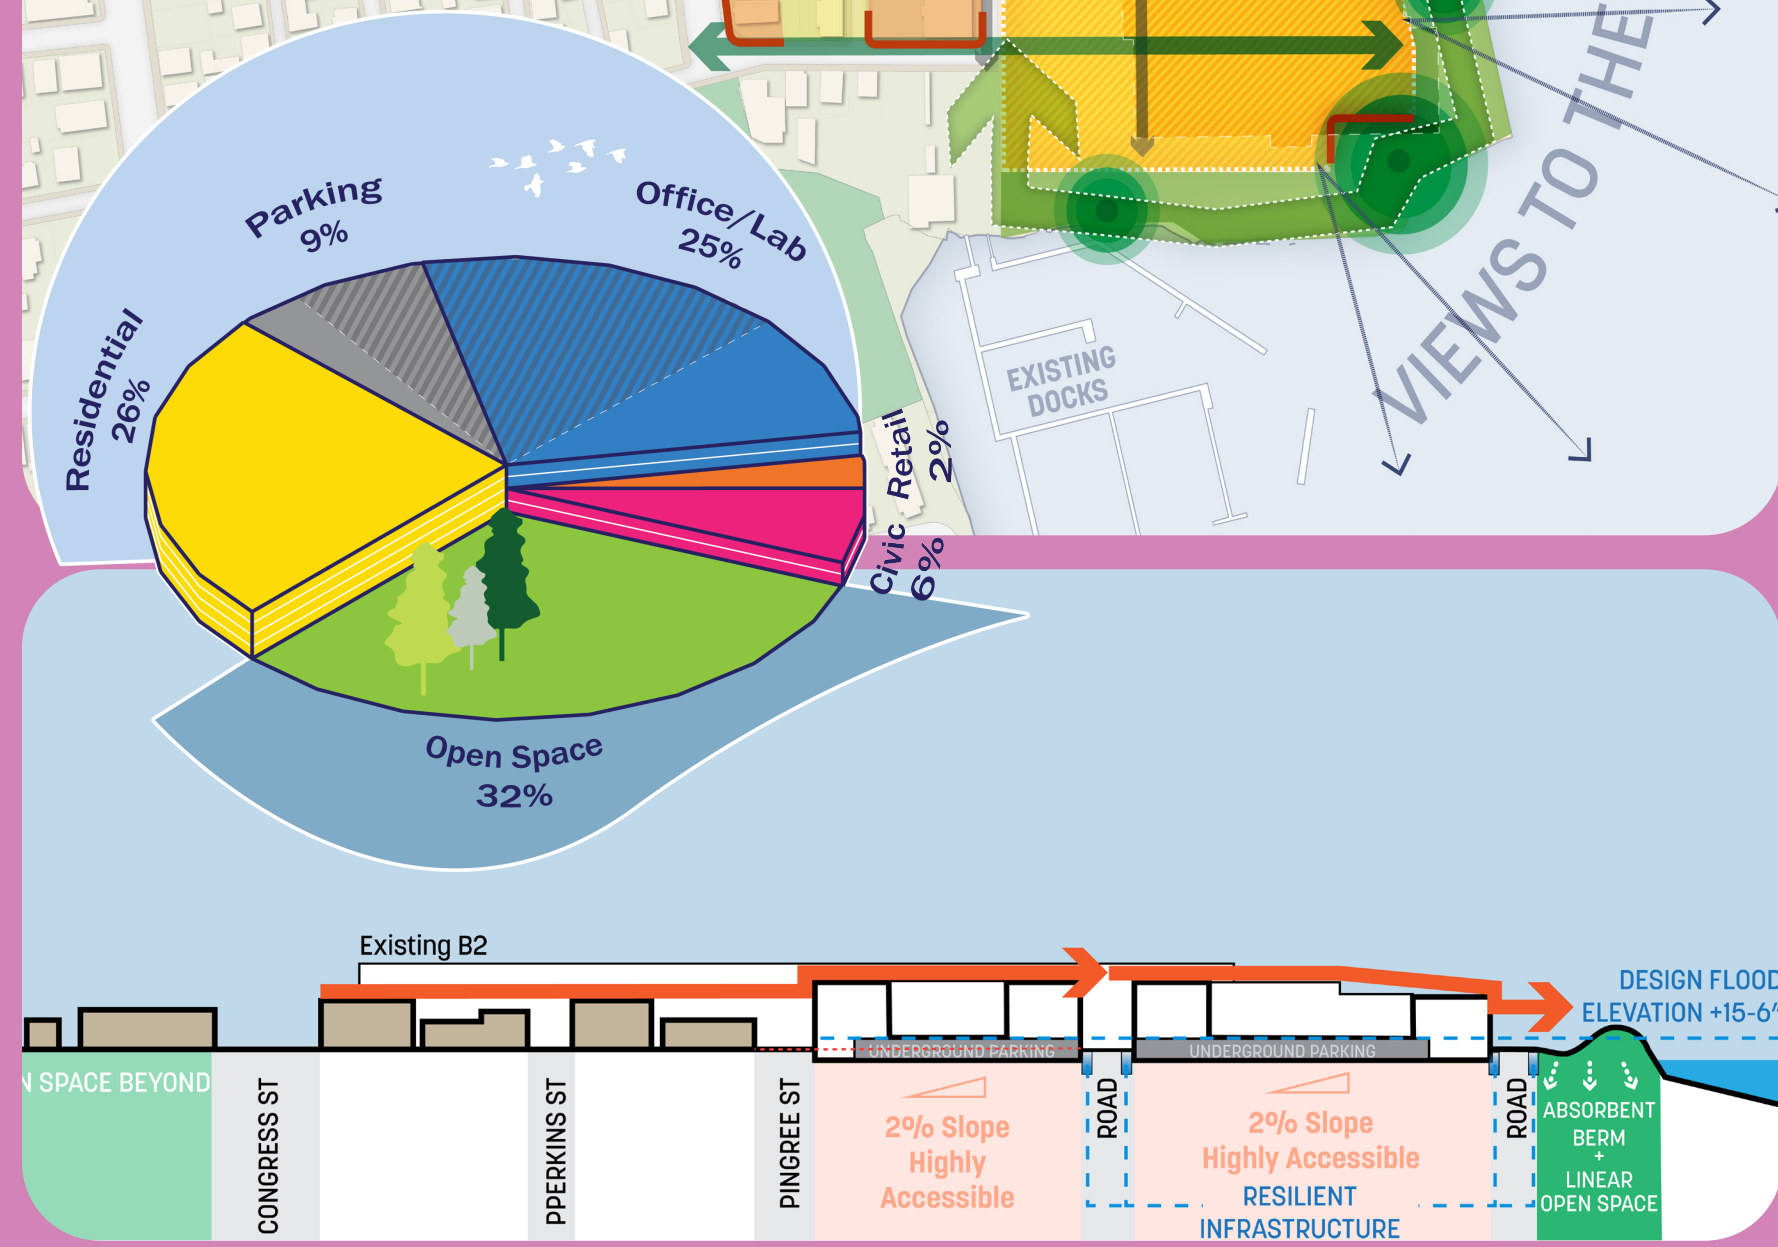 VIEWS TO THE
Parking
9%
Office/Lab
25%
Residential
26%
Retail
2%
Civic
6%
EXISTING
DOCKS
Open Space
32%
Existing B2
DESIGN FLOOD
ELEVATION +15-6"
UNDERGROUND PARKING
UNDERGROUND PARKING
N SPACE BEYOND
CONGRESS ST
PPERKINS ST
PINGREE ST
2% Slope
Highly
Accessible
ROAD
2% Slope
Highly Accessible
RESILIENT
INFRASTRUCTURE
ROAD
ABSORBENT
BERM
+
LINEAR
OPEN SPACE